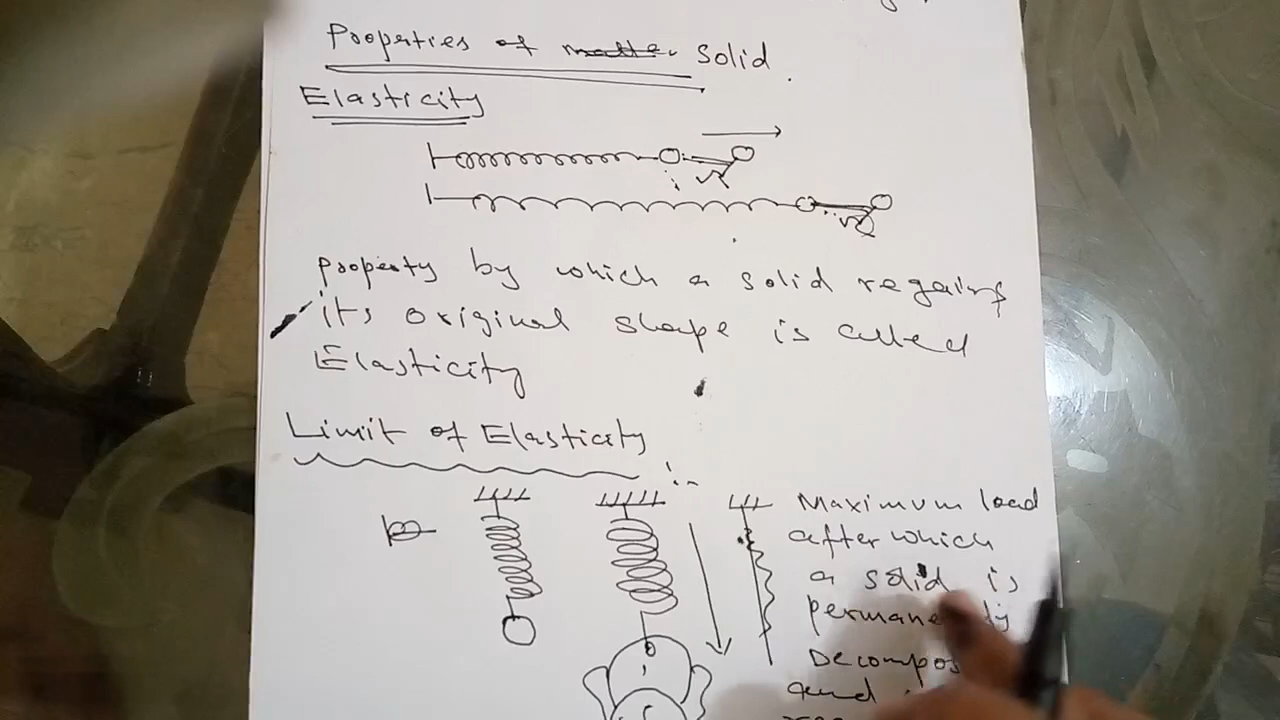 Properties of matter solid.
Elasticity
property by which a solid regains
its original shape is called
Elasticity
Limit of Elasticity
Maximum load
after which
a solid is
Decompos
and